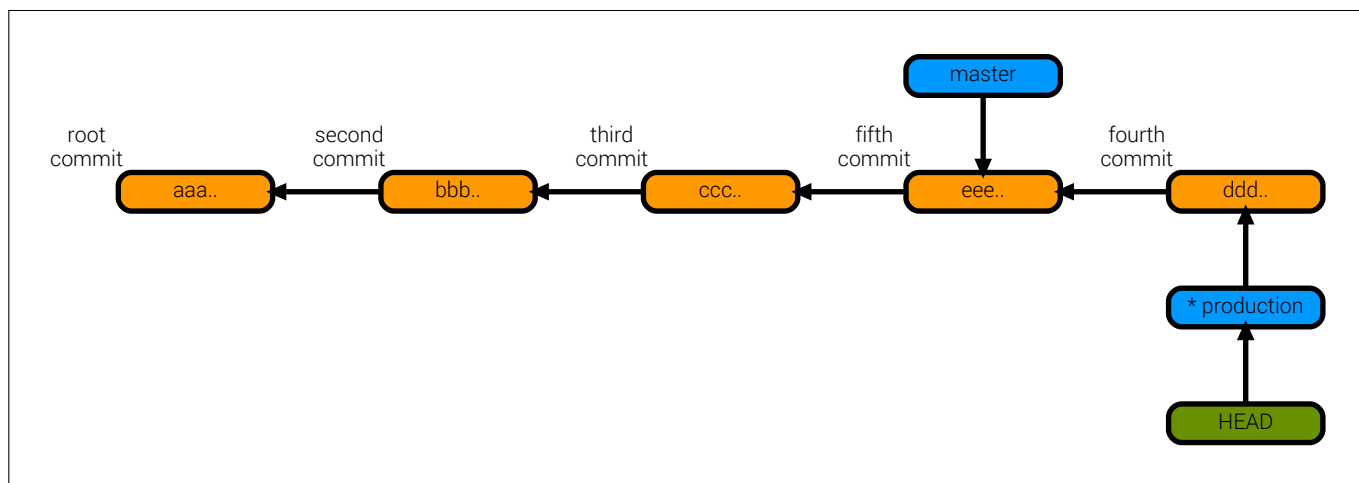 master
root
commit
second
commit
third
commit
fifth
commit
fourth
commit
aaa..
bbb..
ccc..
eee..
ddd..
* production
HEAD